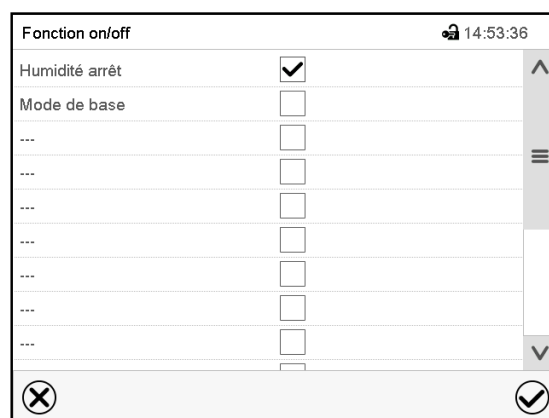 Fonction on/off 14:53:36
Humidité arrêt
Mode de base
---
---
---
---
---
---
---